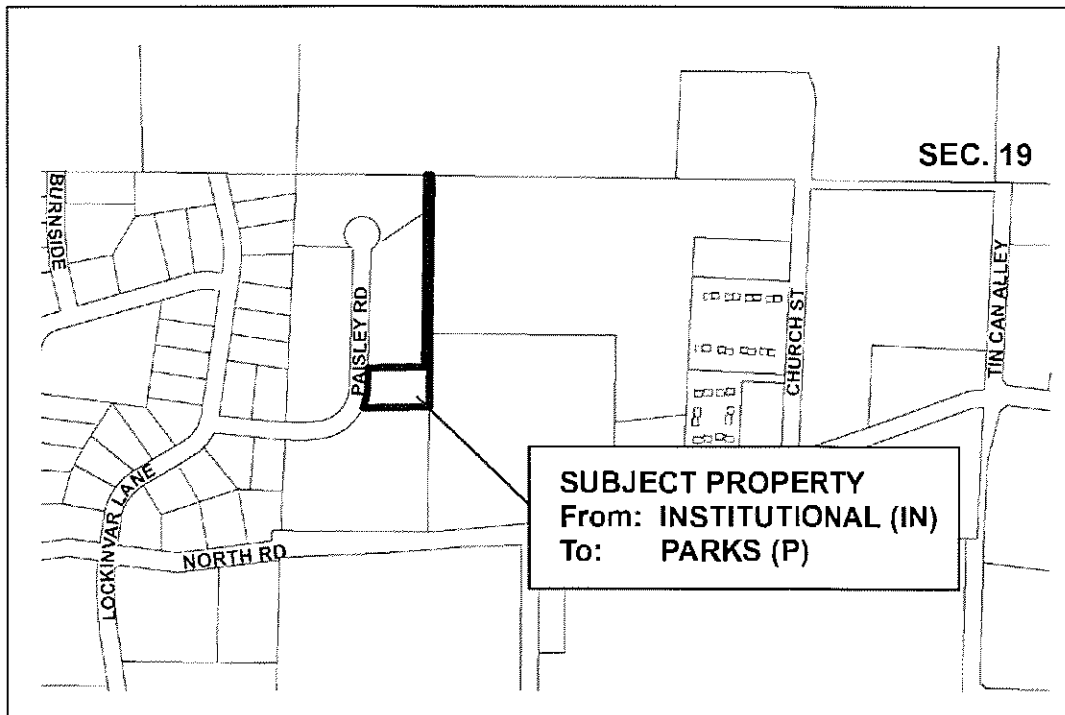 SEC. 19
BURNSIDE
PAISLEY RD
CHURCH ST
TIN CAN ALLEY
LOCKINVAR LANE
NORTH RD
SUBJECT PROPERTY
From: INSTITUTIONAL (IN)
To: PARKS (P)